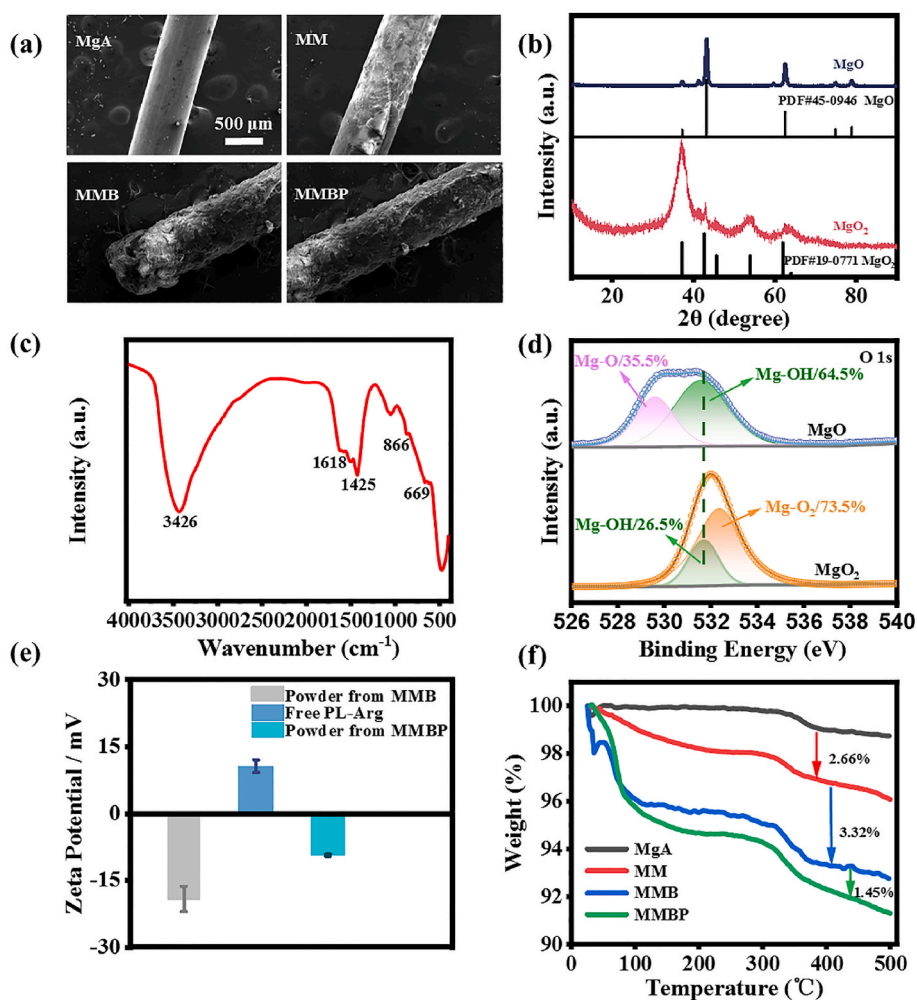 (a)
MgA
500 μm
MM
MMB
MMBP
(b)
Intensity (a.u.)
MgO
PDF#45-0946 MgO
MgO₂
PDF#19-0771 MgO₂
20 40 60 80
2θ (degree)
(c)
Intensity (a.u.)
3426
1618
1425
866
669
4000 3500 3000 2500 2000 1500 1000 500
Wavenumber (cm⁻¹)
(d)
Intensity (a.u.)
O 1s
Mg-O/35.5%
Mg-OH/64.5%
MgO
Mg-O₂/73.5%
Mg-OH/26.5%
MgO₂
526 528 530 532 534 536 538 540
Binding Energy (eV)
(e)
Zeta Potential / mV
30
15
0
-15
-30
Powder from MMB
Free PL-Arg
Powder from MMBP
(f)
Weight (%)
100
98
96
94
92
90
2.66%
3.32%
1.45%
MgA
MM
MMB
MMBP
0 100 200 300 400 500
Temperature (℃)